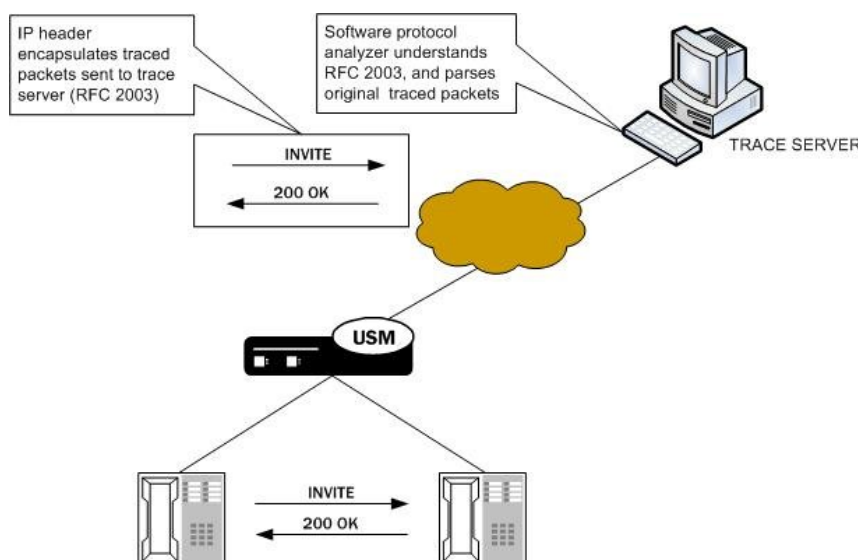 IP header
encapsulates traced
packets sent to trace
server (RFC 2003)
Software protocol
analyzer understands
RFC 2003, and parses
original traced packets
TRACE SERVER
INVITE
200 OK
USM
INVITE
200 OK